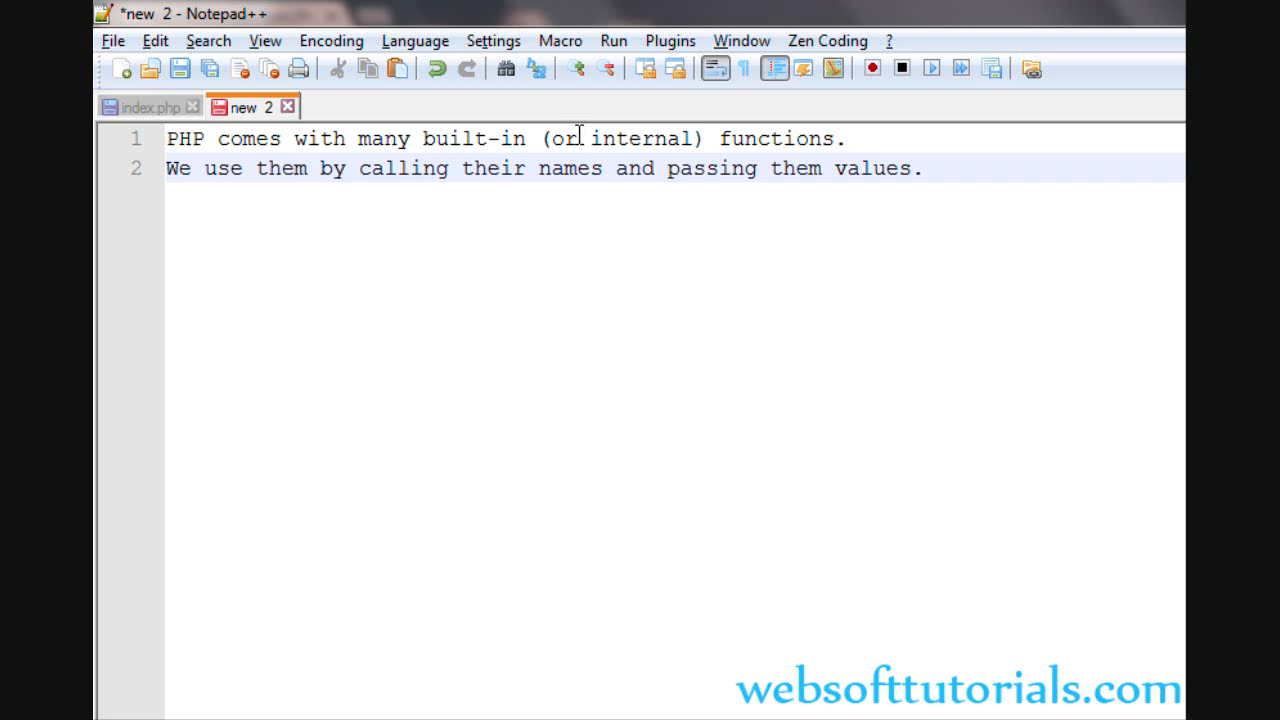 *new 2 - Notepad++
File Edit Search View Encoding Language Settings Macro Run Plugins Window Zen Coding ?
index.php new 2
1 PHP comes with many built-in (or internal) functions.
2 We use them by calling their names and passing them values.
websofttutorials.com